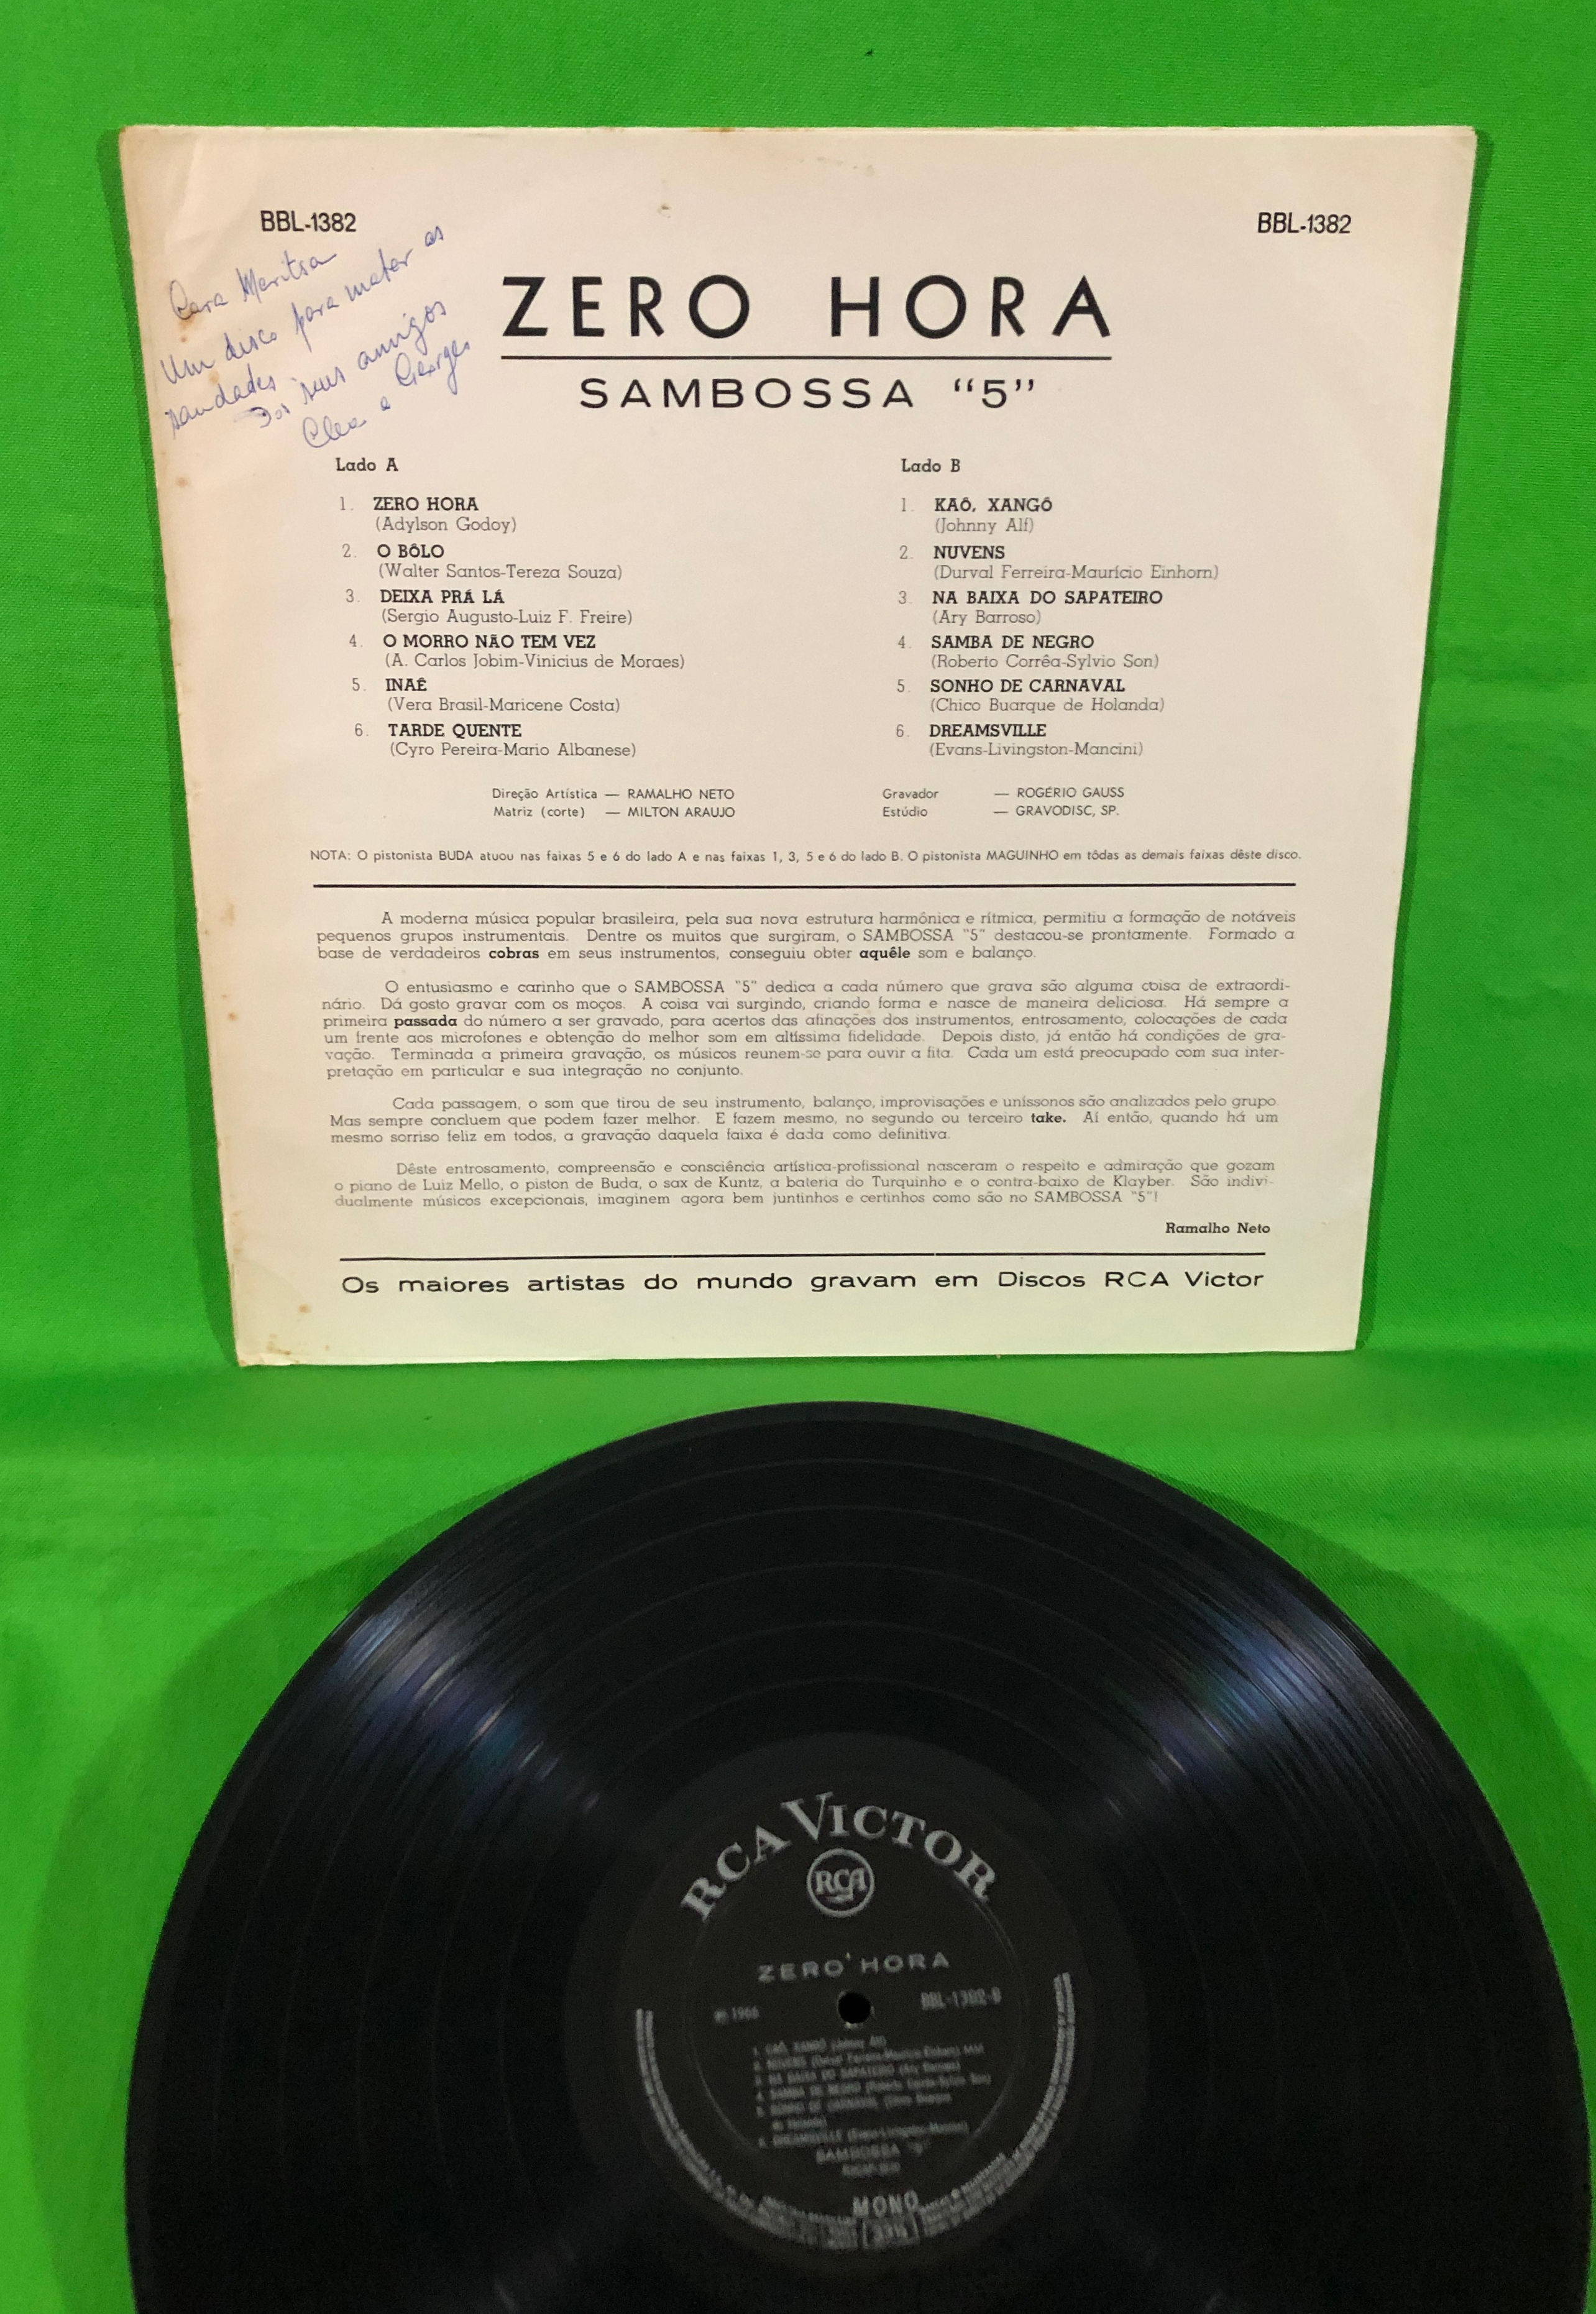 BBL-1382
BBL-1382
Cara Maritsa
Um disco para matar as
saudades dos seus amigos
Clea e Georges
ZERO HORA
SAMBOSSA "5"
Lado A
1. ZERO HORA
(Adylson Godoy)
2. O BÔLO
(Walter Santos-Tereza Souza)
3. DEIXA PRÁ LÁ
(Sergio Augusto-Luiz F. Freire)
4. O MORRO NÃO TEM VEZ
(A. Carlos Jobim-Vinicius de Moraes)
5. INAÊ
(Vera Brasil-Maricene Costa)
6. TARDE QUENTE
(Cyro Pereira-Mario Albanese)
Lado B
1. KAÔ, XANGÔ
(Johnny Alf)
2. NUVENS
(Durval Ferreira-Maurício Einhorn)
3. NA BAIXA DO SAPATEIRO
(Ary Barroso)
4. SAMBA DE NEGRO
(Roberto Corrêa-Sylvio Son)
5. SONHO DE CARNAVAL
(Chico Buarque de Holanda)
6. DREAMSVILLE
(Evans-Livingston-Mancini)
Direção Artística — RAMALHO NETO
Matriz (corte) — MILTON ARAUJO
Gravador — ROGÉRIO GAUSS
Estúdio — GRAVODISC, SP.
NOTA: O pistonista BUDA atuou nas faixas 5 e 6 do lado A e nas faixas 1, 3, 5 e 6 do lado B. O pistonista MAGUINHO em tôdas as demais faixas dêste disco.
A moderna música popular brasileira, pela sua nova estrutura harmônica e rítmica, permitiu a formação de notáveis
pequenos grupos instrumentais. Dentre os muitos que surgiram, o SAMBOSSA "5" destacou-se prontamente. Formado a
base de verdadeiros cobras em seus instrumentos, conseguiu obter aquêle som e balanço.
O entusiasmo e carinho que o SAMBOSSA "5" dedica a cada número que grava são alguma coisa de extraordi-
nário. Dá gosto gravar com os moços. A coisa vai surgindo, criando forma e nasce de maneira deliciosa. Há sempre a
primeira passada do número a ser gravado, para acertos das afinações dos instrumentos, entrosamento, colocações de cada
um frente aos microfones e obtenção do melhor som em altíssima fidelidade. Depois disto, já então há condições de gra-
vação. Terminada a primeira gravação, os músicos reunem-se para ouvir a fita. Cada um está preocupado com sua inter-
pretação em particular e sua integração no conjunto.
Cada passagem, o som que tirou de seu instrumento, balanço, improvisações e uníssonos são analizados pelo grupo.
Mas sempre concluem que podem fazer melhor. E fazem mesmo, no segundo ou terceiro take. Aí então, quando há um
mesmo sorriso feliz em todos, a gravação daquela faixa é dada como definitiva.
Dêste entrosamento, compreensão e consciência artística-profissional nasceram o respeito e admiração que gozam
o piano de Luiz Mello, o piston de Buda, o sax de Kuntz, a bateria do Turquinho e o contra-baixo de Klayber. São indivi-
dualmente músicos excepcionais, imaginem agora bem juntinhos e certinhos como são no SAMBOSSA "5"!
Ramalho Neto
Os maiores artistas do mundo gravam em Discos RCA Victor
RCA VICTOR
RCA
ZERO HORA
1966
BBL-1382-B
SAMBOSSA "5"
MONO
33⅓